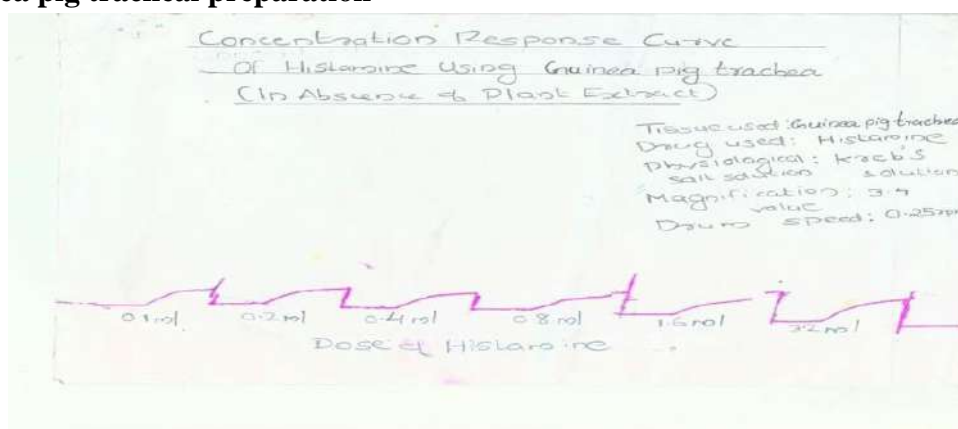 ea pig tracheal preparation
Concentration Response Curve
Of Histamine Using Guinea pig trachea
(In Absence of Plant Extract)
Tissue used: Guinea pig trachea
Drug used: Histamine
physiological: Kreb's
salt solution solution
Magnification: 3.4
value
Drum speed: 0.25rpm
0.1ml 0.2ml 0.4ml 0.8ml 1.6ml 3.2ml
Dose of Histamine